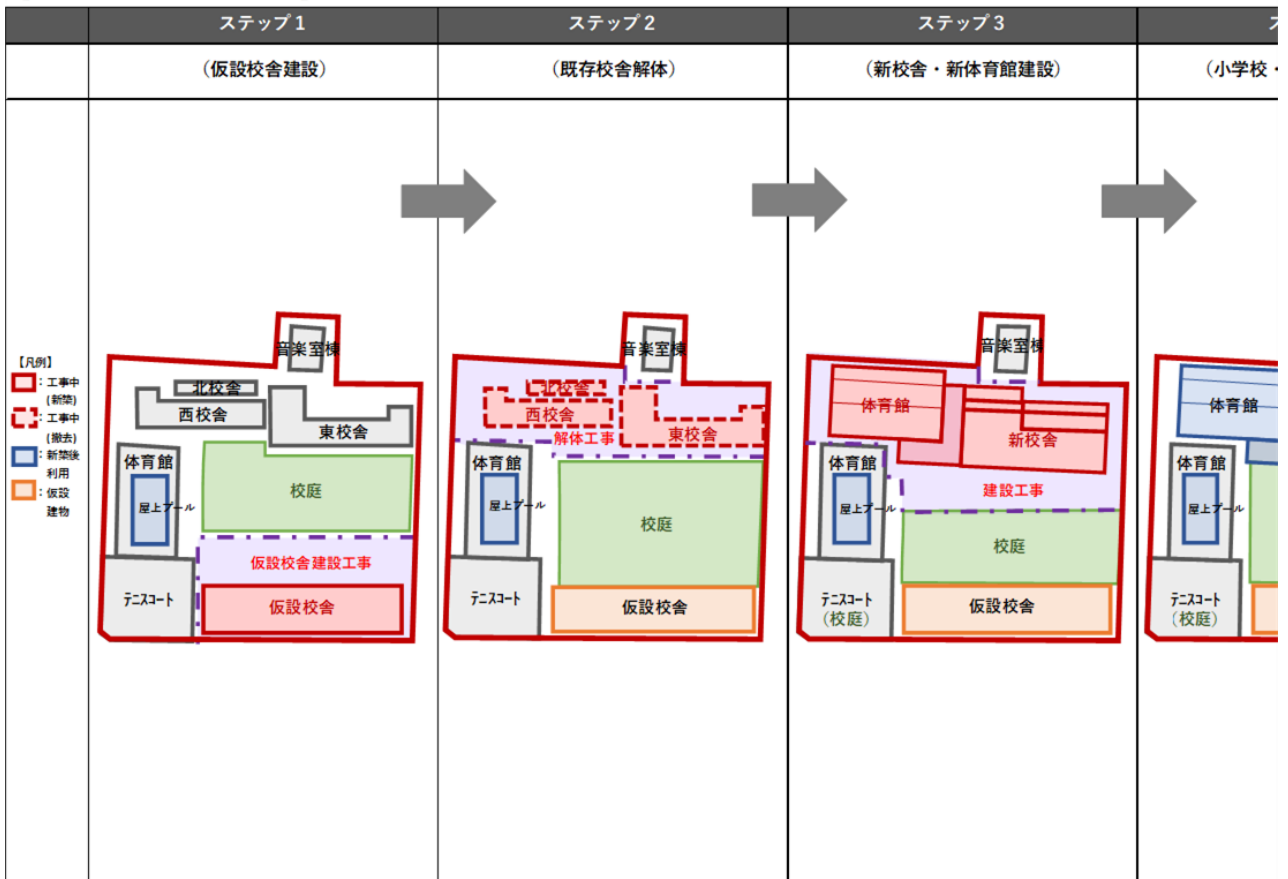 ステップ１
ステップ２
ステップ３
（仮設校舎建設）
（既存校舎解体）
（新校舎・新体育館建設）
（小学校・
【凡例】
：工事中
(新築)
：工事中
(撤去)
：新築後
利用
：仮設
建物
音楽室棟
北校舎
西校舎
東校舎
体育館
屋上プール
校庭
仮設校舎建設工事
テニスコート
仮設校舎
音楽室棟
北校舎
西校舎
解体工事
東校舎
体育館
屋上プール
校庭
テニスコート
仮設校舎
音楽室棟
体育館
新校舎
体育館
屋上プール
建設工事
校庭
テニスコート
（校庭）
仮設校舎
体育館
体育館
屋上プール
テニスコート
（校庭）